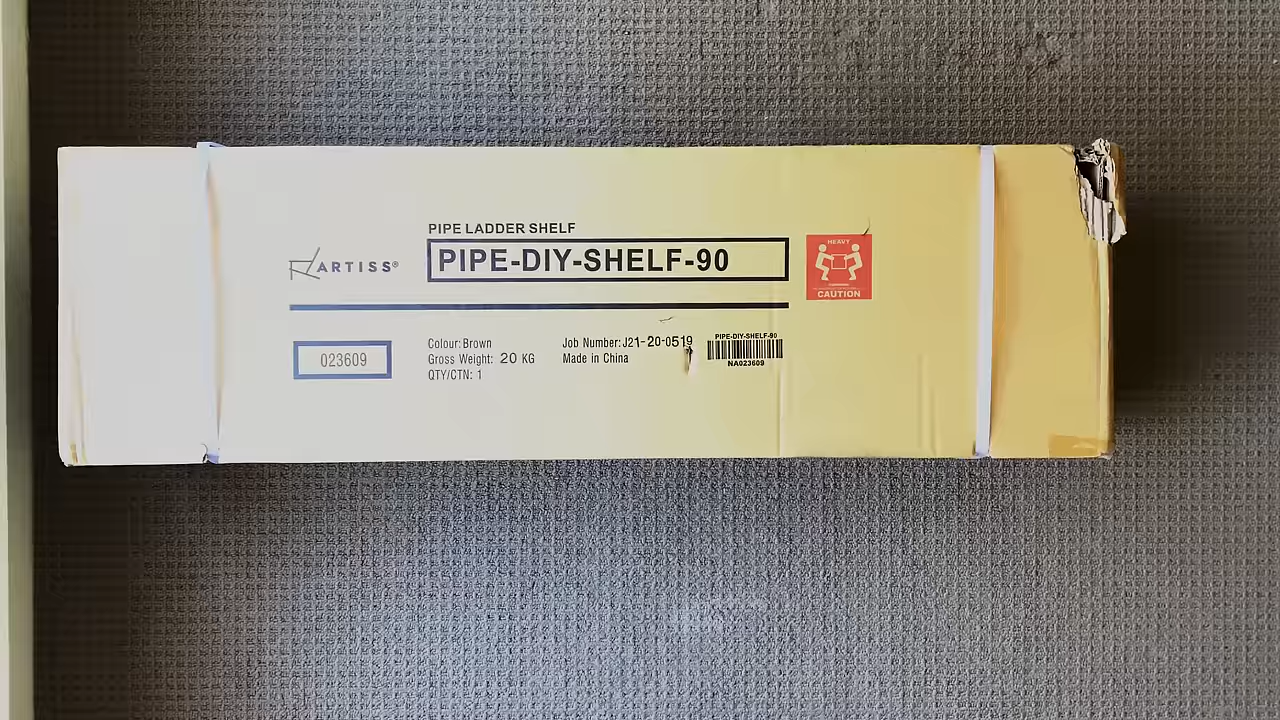 PIPE LADDER SHELF
ARTISS®
PIPE-DIY-SHELF-90
HEAVY
CAUTION
023609
Colour: Brown
Gross Weight: 20 KG
QTY/CTN: 1
Job Number: J21-20-0519
Made in China
PIPE-DIY-SHELF-90
NA023609